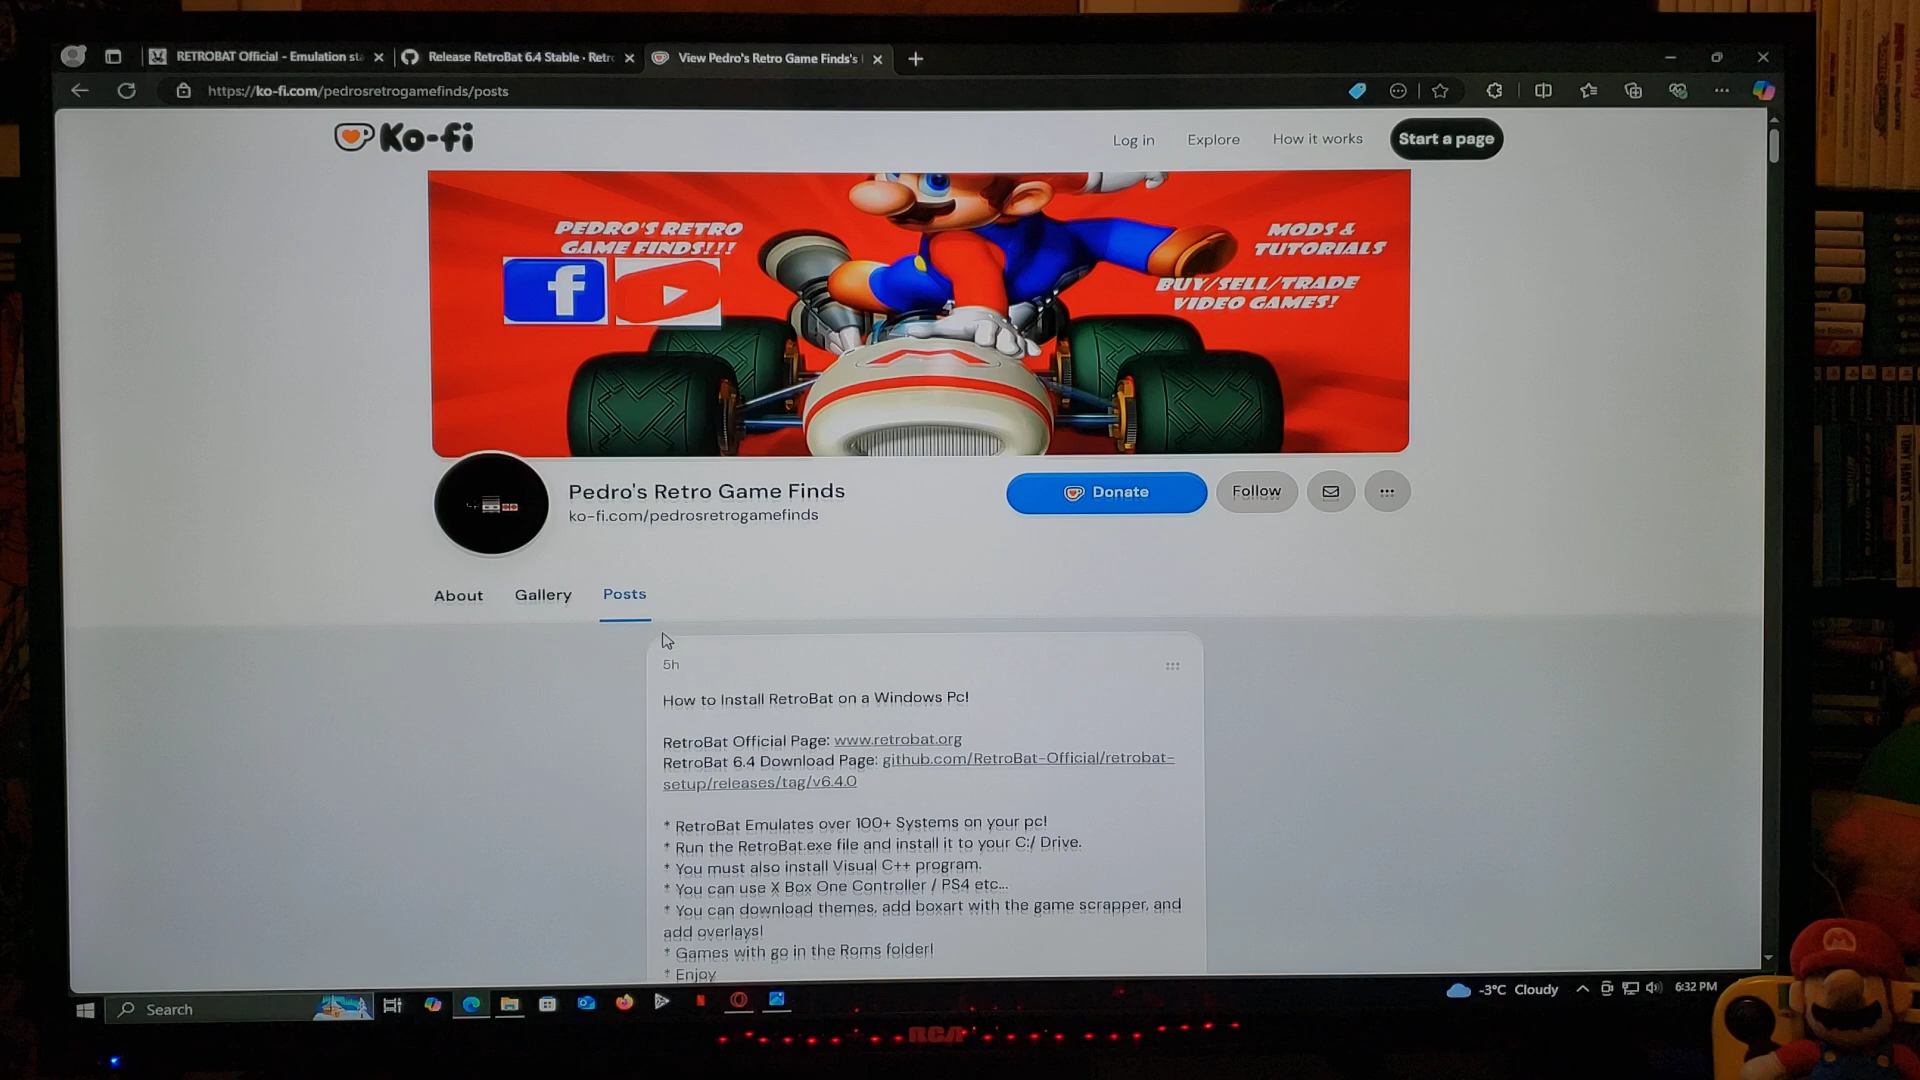 RETROBAT Official - Emulation sta
Release RetroBat 6.4 Stable · Retro
View Pedro's Retro Game Finds's
https://ko-fi.com/pedrosretrogamefinds/posts
Ko-fi
Log in
Explore
How it works
Start a page
PEDRO'S RETRO
GAME FINDS!!!
MODS &
TUTORIALS
BUY/SELL/TRADE
VIDEO GAMES!
Pedro's Retro Game Finds
ko-fi.com/pedrosretrogamefinds
Donate
Follow
About
Gallery
Posts
5h
How to Install RetroBat on a Windows Pc!
RetroBat Official Page: www.retrobat.org
RetroBat 6.4 Download Page: github.com/RetroBat-Official/retrobat-
setup/releases/tag/v6.4.0
* RetroBat Emulates over 100+ Systems on your pc!
* Run the RetroBat.exe file and install it to your C:/ Drive.
* You must also install Visual C++ program.
* You can use X Box One Controller / PS4 etc...
* You can download themes, add boxart with the game scrapper, and
add overlays!
* Games with go in the Roms folder!
* Enjoy
Search
-3°C Cloudy
6:32 PM
RCA